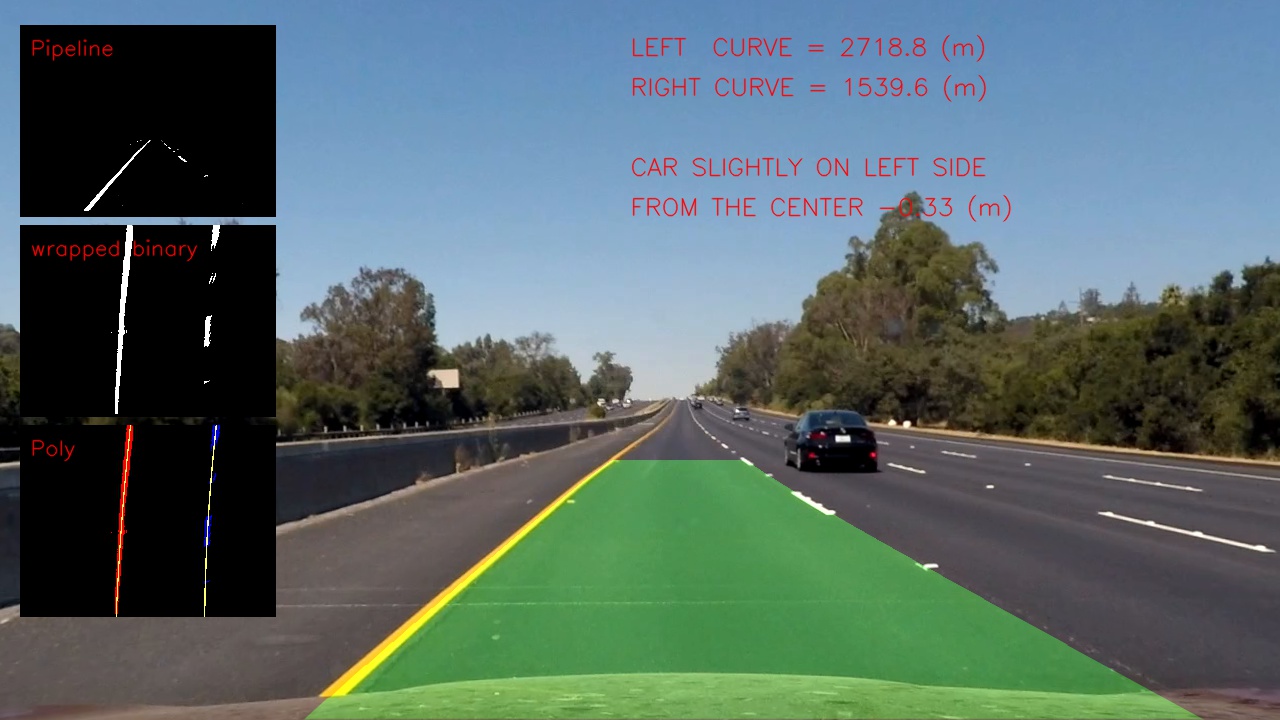 Pipeline
wrapped binary
Poly
LEFT CURVE = 2718.8 (m)
RIGHT CURVE = 1539.6 (m)
CAR SLIGHTLY ON LEFT SIDE
FROM THE CENTER -0.33 (m)